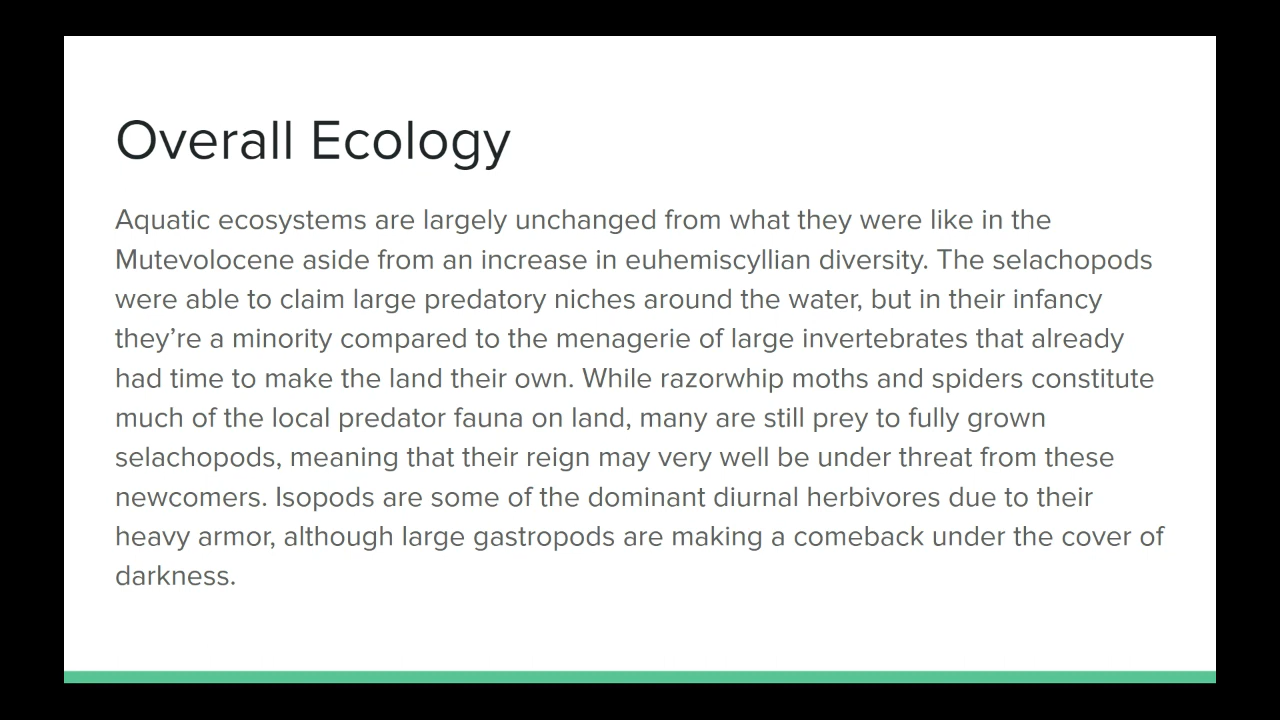 Overall Ecology
Aquatic ecosystems are largely unchanged from what they were like in the
Mutevolocene aside from an increase in euhemiscyllian diversity. The selachopods
were able to claim large predatory niches around the water, but in their infancy
they’re a minority compared to the menagerie of large invertebrates that already
had time to make the land their own. While razorwhip moths and spiders constitute
much of the local predator fauna on land, many are still prey to fully grown
selachopods, meaning that their reign may very well be under threat from these
newcomers. Isopods are some of the dominant diurnal herbivores due to their
heavy armor, although large gastropods are making a comeback under the cover of
darkness.